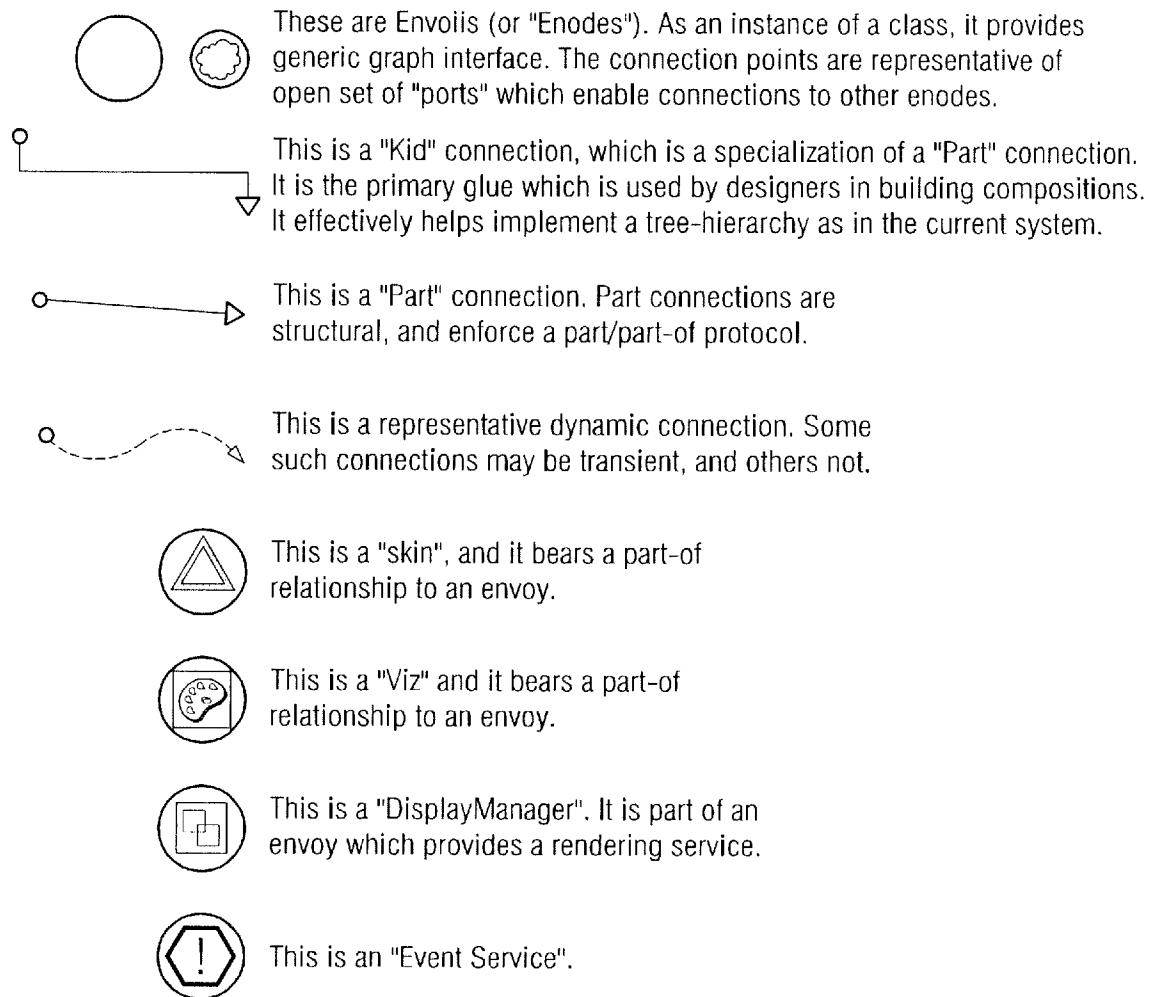 These are Envoiis (or "Enodes"). As an instance of a class, it provides
generic graph interface. The connection points are representative of
open set of "ports" which enable connections to other enodes.
This is a "Kid" connection, which is a specialization of a "Part" connection.
It is the primary glue which is used by designers in building compositions.
It effectively helps implement a tree-hierarchy as in the current system.
This is a "Part" connection. Part connections are
structural, and enforce a part/part-of protocol.
This is a representative dynamic connection. Some
such connections may be transient, and others not.
This is a "skin", and it bears a part-of
relationship to an envoy.
This is a "Viz" and it bears a part-of
relationship to an envoy.
This is a "DisplayManager". It is part of an
envoy which provides a rendering service.
!
This is an "Event Service".